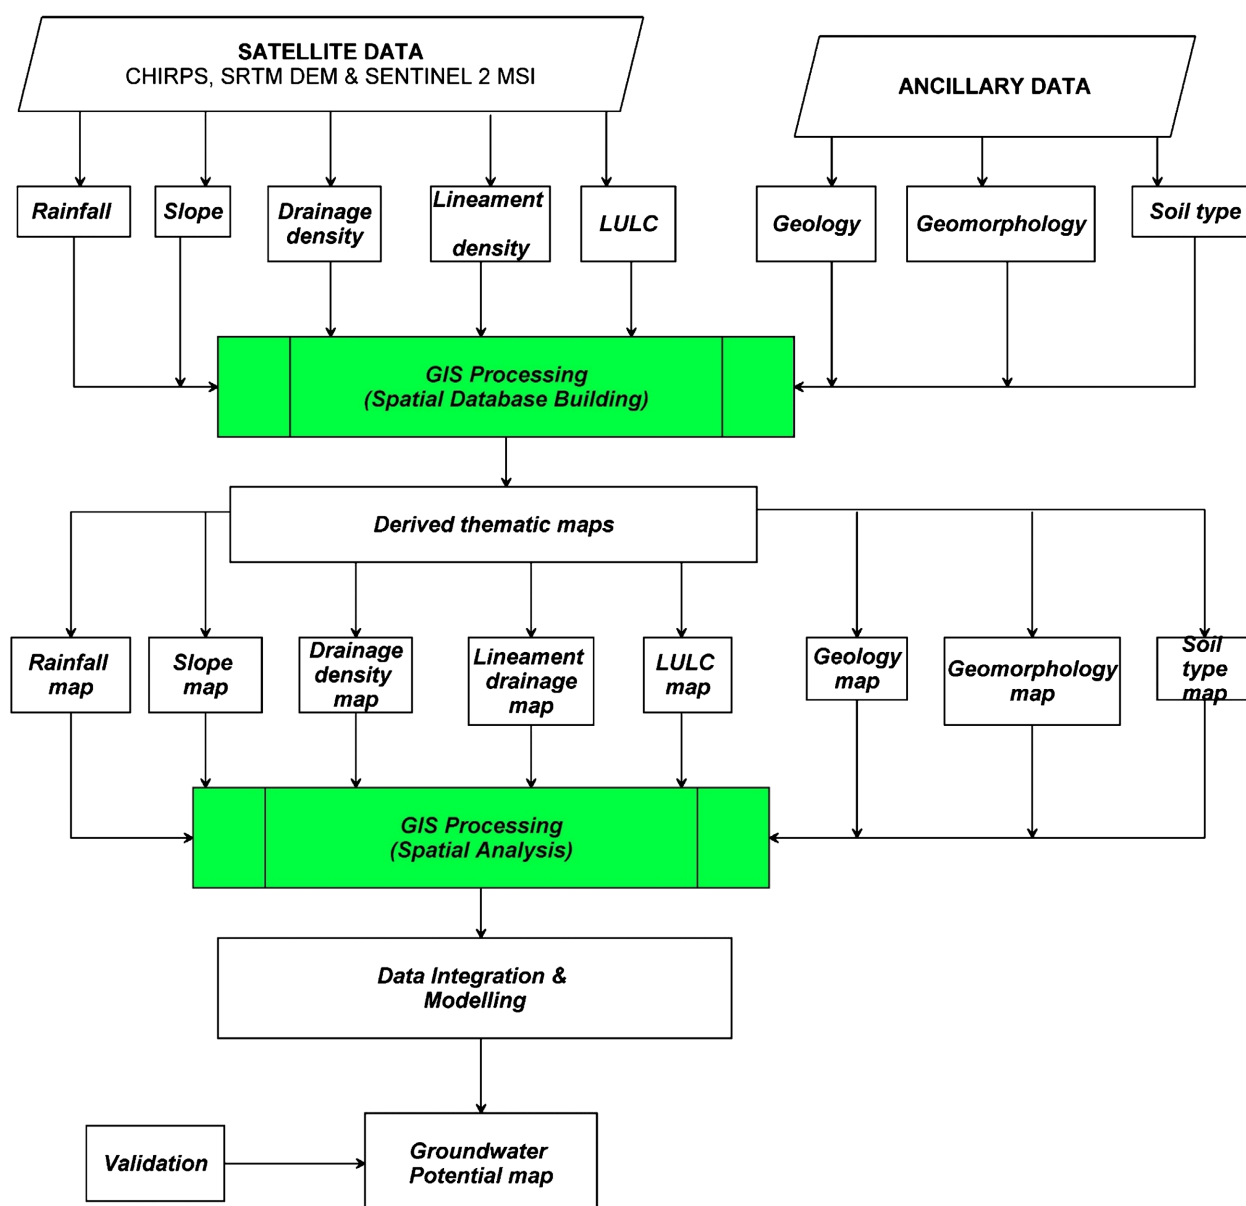 SATELLITE DATA
CHIRPS, SRTM DEM & SENTINEL 2 MSI
ANCILLARY DATA
Rainfall
Slope
Drainage
density
Lineament
density
LULC
Geology
Geomorphology
Soil type
GIS Processing
(Spatial Database Building)
Derived thematic maps
Rainfall
map
Slope
map
Drainage
density
map
Lineament
drainage
map
LULC
map
Geology
map
Geomorphology
map
Soil
type
map
GIS Processing
(Spatial Analysis)
Data Integration &
Modelling
Validation
Groundwater
Potential map